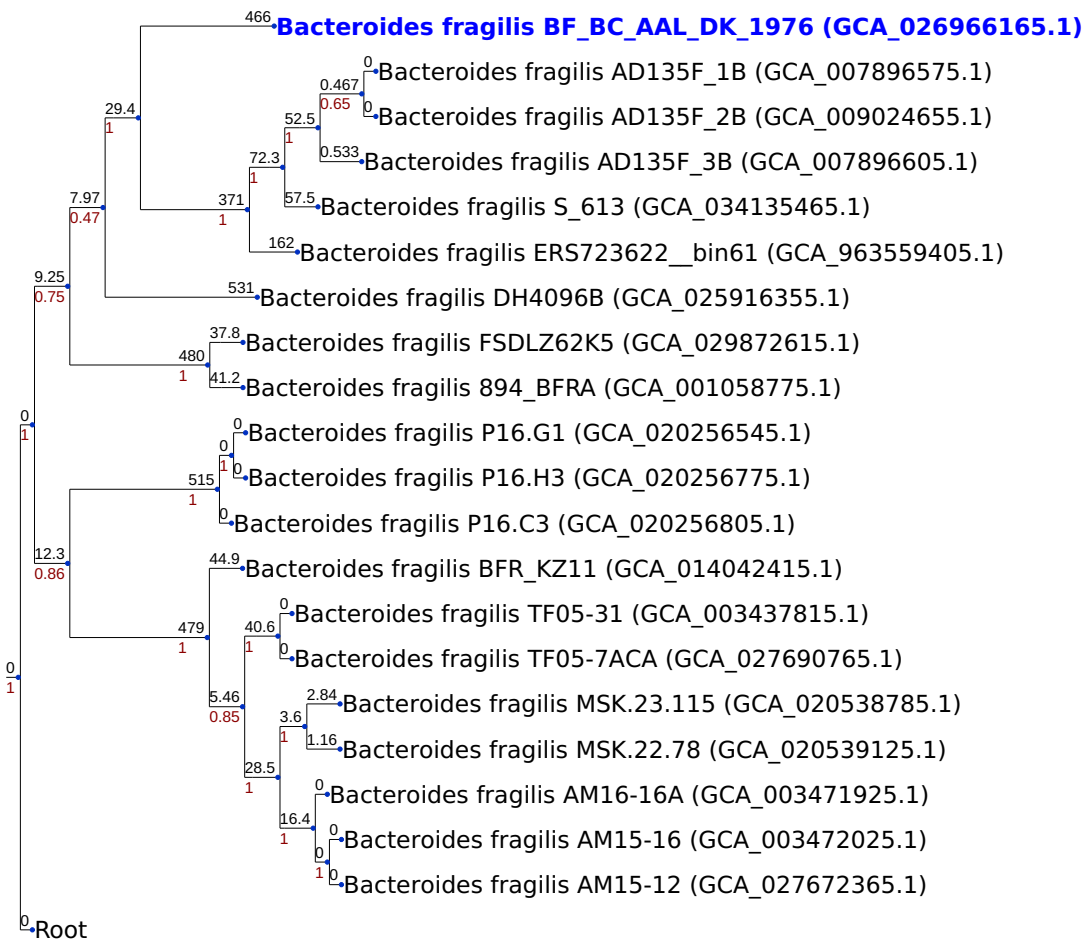 466
Bacteroides fragilis BF_BC_AAL_DK_1976 (GCA_026966165.1)
0
Bacteroides fragilis AD135F_1B (GCA_007896575.1)
0.467
0.65
29.4
1
0
Bacteroides fragilis AD135F_2B (GCA_009024655.1)
52.5
1
0.533
Bacteroides fragilis AD135F_3B (GCA_007896605.1)
72.3
1
7.97
0.47
371
1
57.5
Bacteroides fragilis S_613 (GCA_034135465.1)
162
Bacteroides fragilis ERS723622__bin61 (GCA_963559405.1)
9.25
0.75
531
Bacteroides fragilis DH4096B (GCA_025916355.1)
37.8
Bacteroides fragilis FSDLZ62K5 (GCA_029872615.1)
480
1
41.2
Bacteroides fragilis 894_BFRA (GCA_001058775.1)
0
1
0
Bacteroides fragilis P16.G1 (GCA_020256545.1)
0
1
0
Bacteroides fragilis P16.H3 (GCA_020256775.1)
515
1
0
Bacteroides fragilis P16.C3 (GCA_020256805.1)
12.3
0.86
44.9
Bacteroides fragilis BFR_KZ11 (GCA_014042415.1)
0
Bacteroides fragilis TF05-31 (GCA_003437815.1)
479
1
40.6
1
0
Bacteroides fragilis TF05-7ACA (GCA_027690765.1)
0
1
5.46
0.85
2.84
Bacteroides fragilis MSK.23.115 (GCA_020538785.1)
3.6
1
1.16
Bacteroides fragilis MSK.22.78 (GCA_020539125.1)
28.5
1
0
Bacteroides fragilis AM16-16A (GCA_003471925.1)
16.4
1
0
Bacteroides fragilis AM15-16 (GCA_003472025.1)
0
1
0
Bacteroides fragilis AM15-12 (GCA_027672365.1)
0
Root